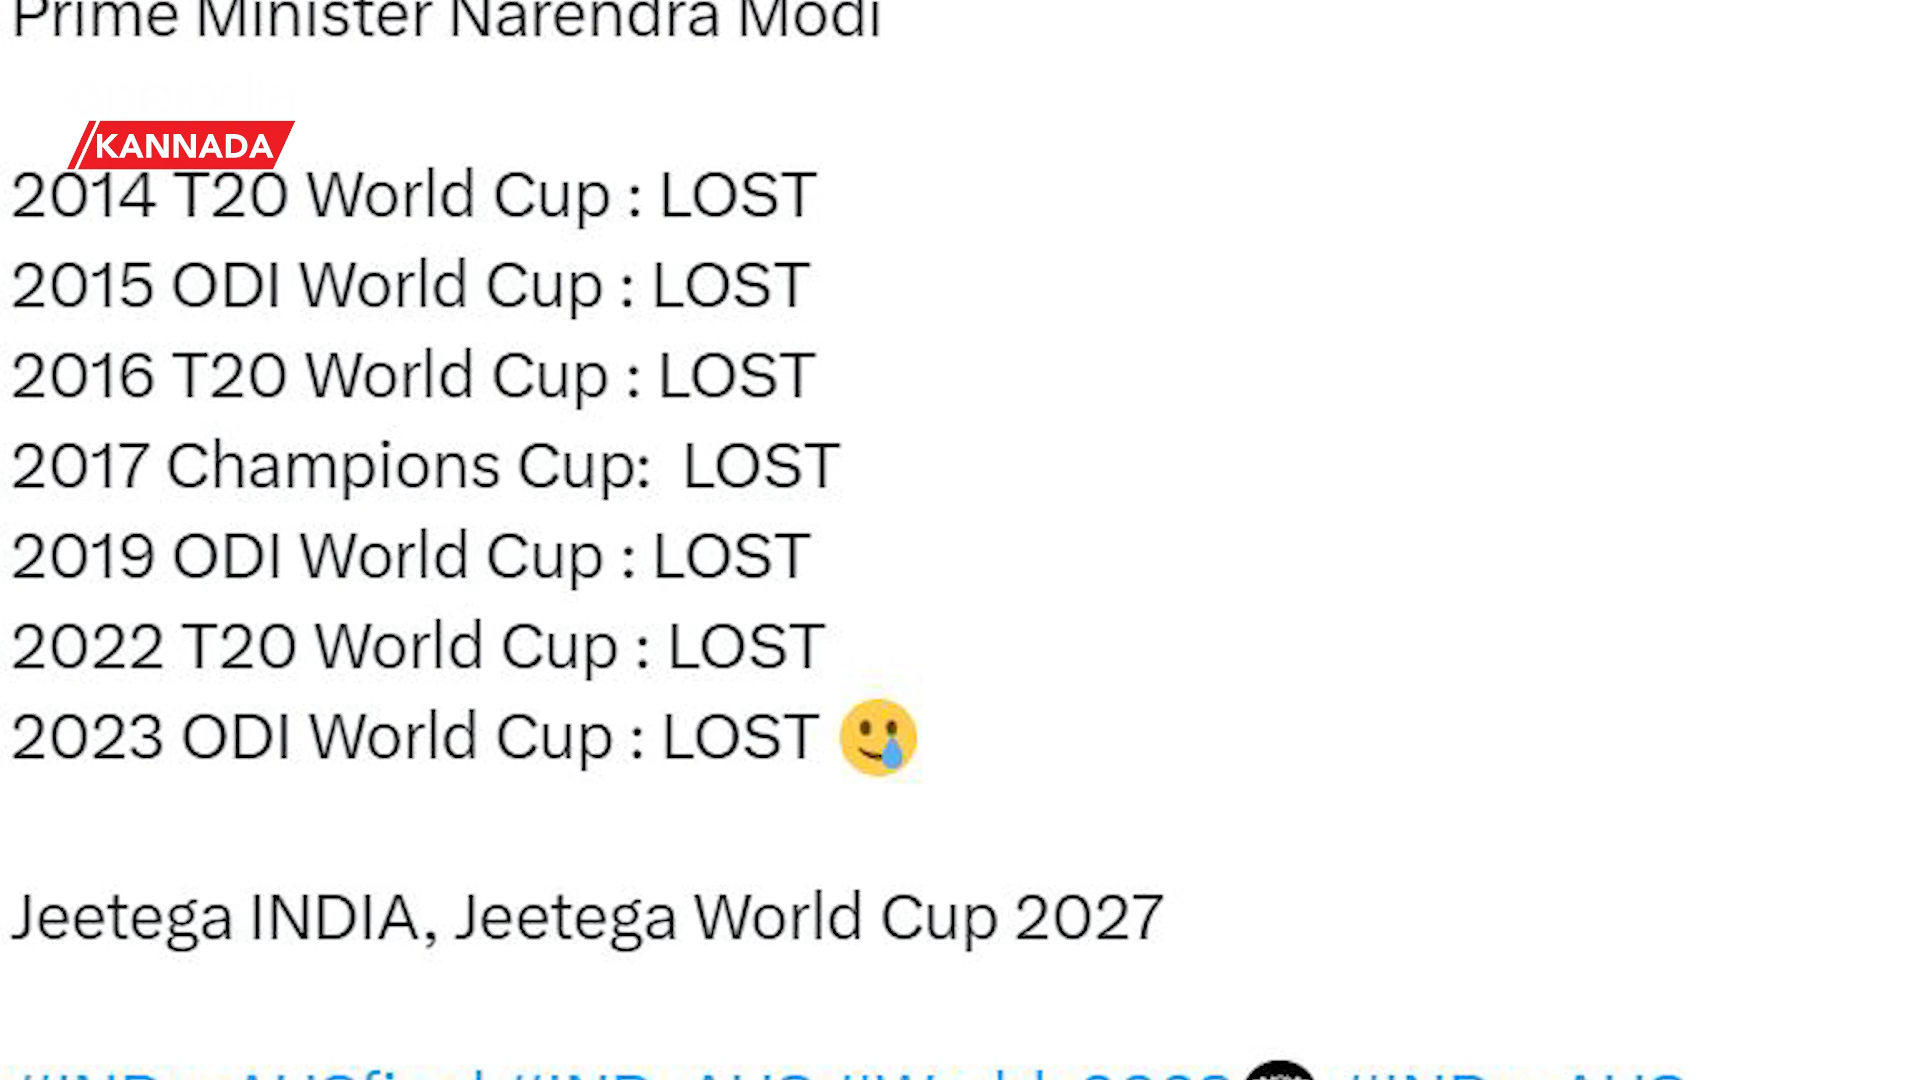 Prime Minister Narendra Modi
KANNADA
2014 T20 World Cup : LOST
2015 ODI World Cup : LOST
2016 T20 World Cup : LOST
2017 Champions Cup:  LOST
2019 ODI World Cup : LOST
2022 T20 World Cup : LOST
2023 ODI World Cup : LOST 🥲
Jeetega INDIA, Jeetega World Cup 2027